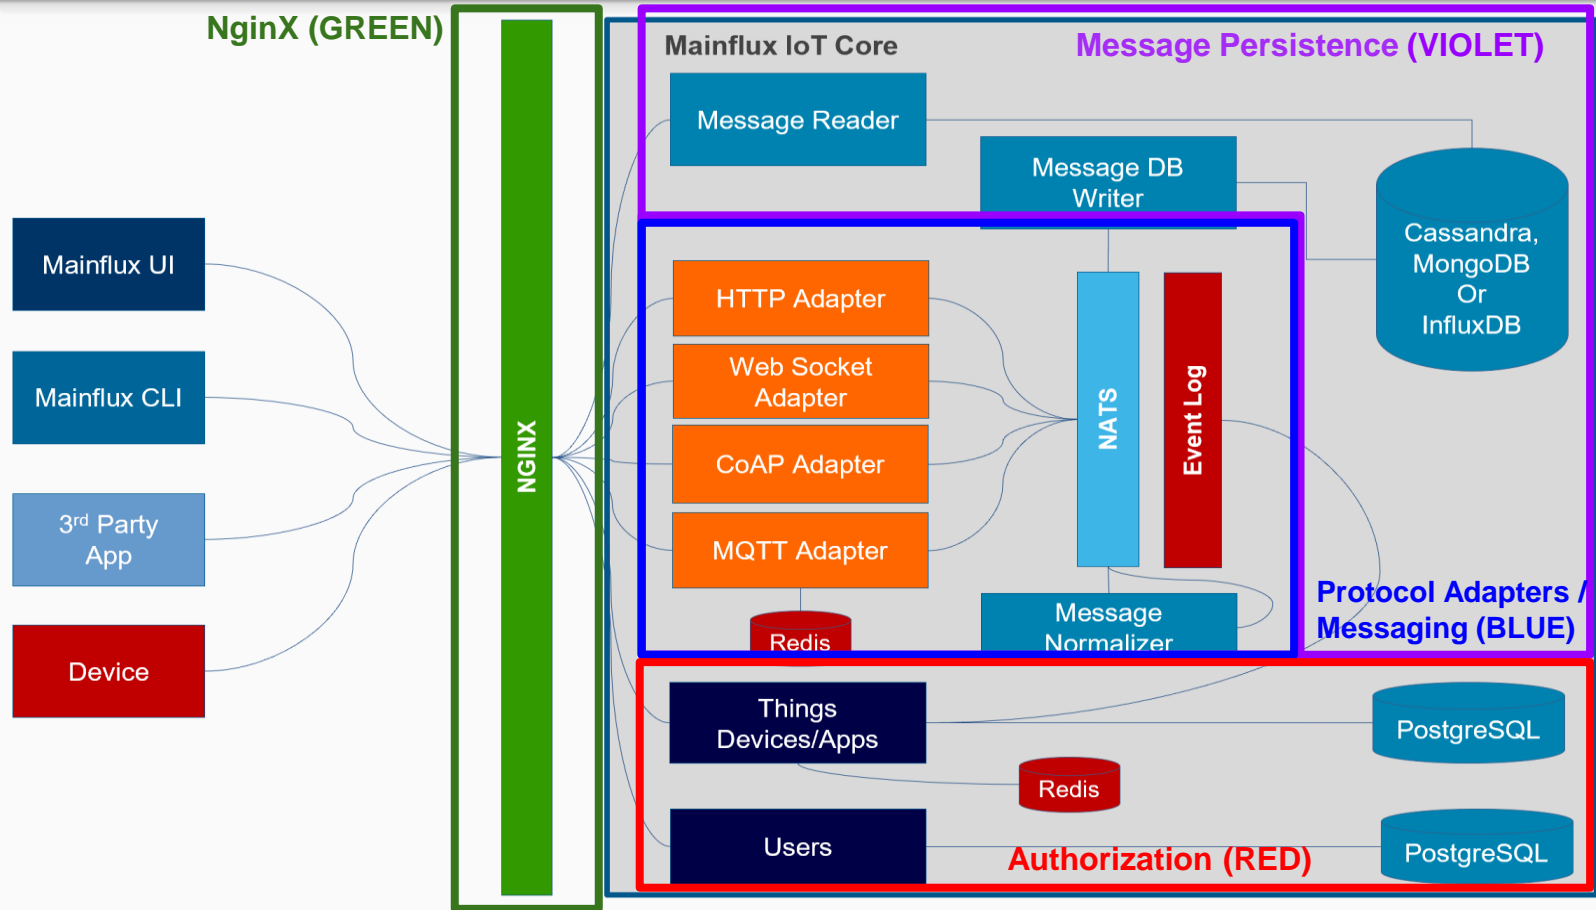 NginX (GREEN)
Mainflux IoT Core
Message Persistence (VIOLET)
Message Reader
Message DB
Writer
Cassandra,
MongoDB
Or
InfluxDB
Mainflux UI
Mainflux CLI
3rd Party
App
Device
NGINX
HTTP Adapter
Web Socket
Adapter
CoAP Adapter
MQTT Adapter
Redis
NATS
Event Log
Message
Normalizer
Protocol Adapters /
Messaging (BLUE)
Things
Devices/Apps
PostgreSQL
Redis
Users
Authorization (RED)
PostgreSQL